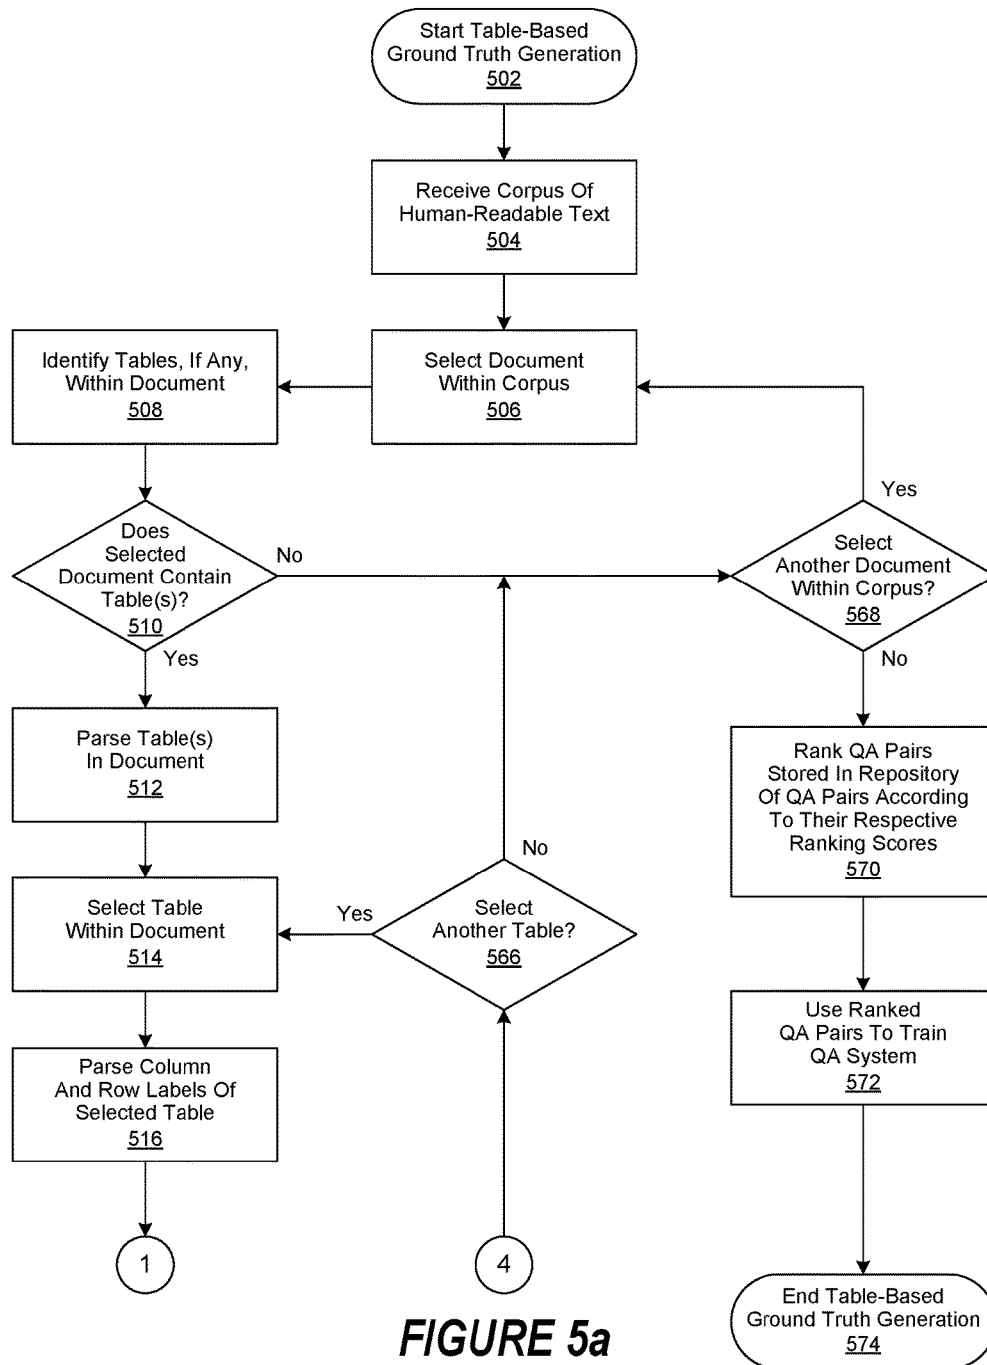 Start Table-Based
Ground Truth Generation
502
Receive Corpus Of
Human-Readable Text
504
Identify Tables, If Any,
Within Document
508
Select Document
Within Corpus
506
Does
Selected
Document Contain
Table(s)?
510
No
Yes
Yes
Select
Another Document
Within Corpus?
568
No
Parse Table(s)
In Document
512
Rank QA Pairs
Stored In Repository
Of QA Pairs According
To Their Respective
Ranking Scores
570
Select Table
Within Document
514
Yes
No
Select
Another Table?
566
Use Ranked
QA Pairs To Train
QA System
572
Parse Column
And Row Labels Of
Selected Table
516
1
4
End Table-Based
Ground Truth Generation
574
FIGURE 5a